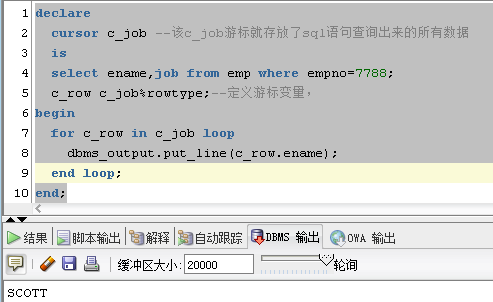 1 declare
2 cursor c_job --该c_job游标就存放了sql语句查询出来的所有数据
3 is
4 select ename,job from emp where empno=7788;
5 c_row c_job%rowtype;--定义游标变量,
6 begin
7 for c_row in c_job loop
8 dbms_output.put_line(c_row.ename);
9 end loop;
10 end;
结果 脚本输出 解释 自动跟踪 DBMS 输出 OWA 输出
缓冲区大小: 20000 轮询
SCOTT